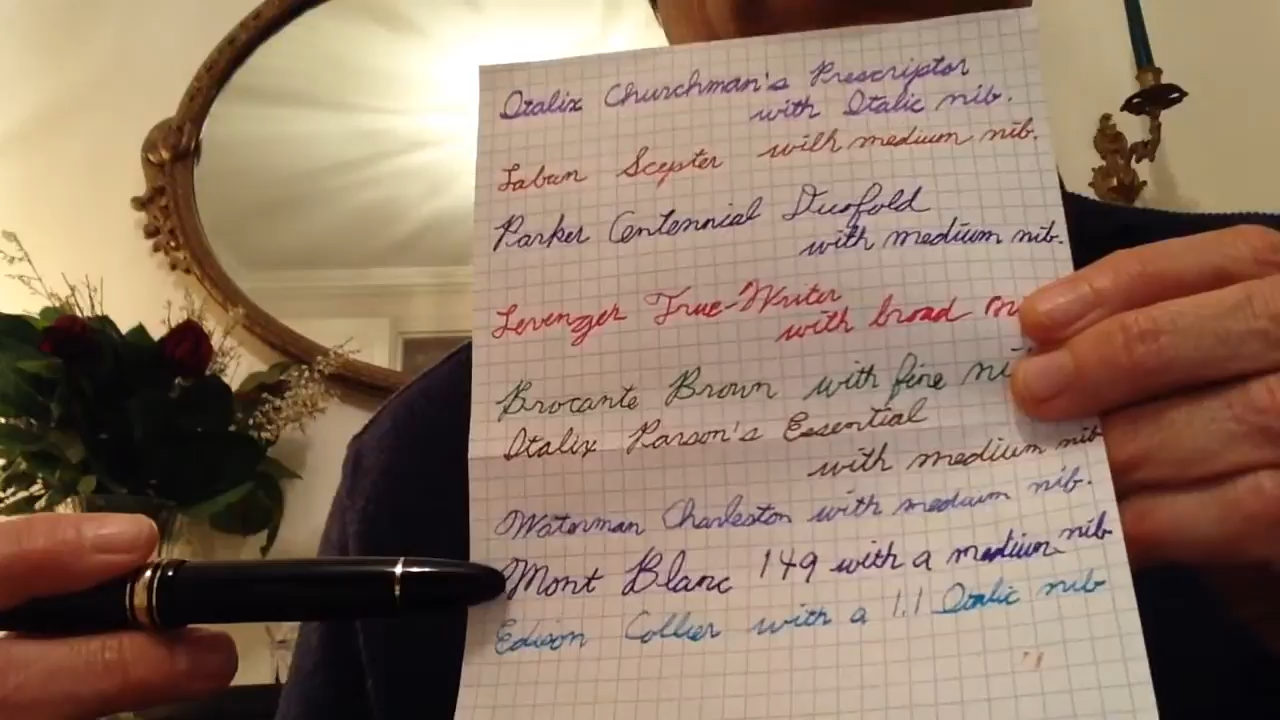 Italix Churchman's Prescriptor
with Italic nib.
Laban Scepter with medium nib.
Parker Centennial Duofold
with medium nib.
Levenger True-Writer
with broad
Brocante Brown with fine
Italix Parson's Essential
with medium nib
Waterman Charleston with medium nib.
Mont Blanc 149 with a medium nib
Edison Collier with a 1.1 Italic nib